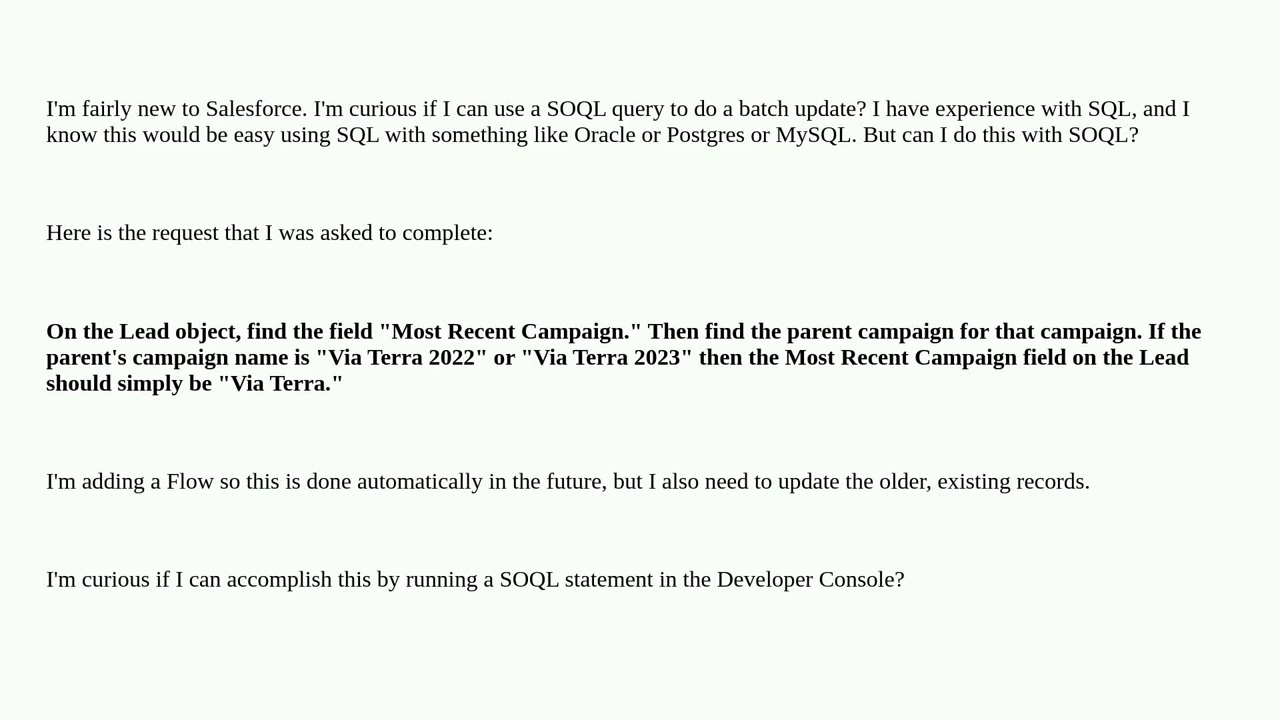 I'm fairly new to Salesforce. I'm curious if I can use a SOQL query to do a batch update? I have experience with SQL, and I
know this would be easy using SQL with something like Oracle or Postgres or MySQL. But can I do this with SOQL?
Here is the request that I was asked to complete:
On the Lead object, find the field "Most Recent Campaign." Then find the parent campaign for that campaign. If the
parent's campaign name is "Via Terra 2022" or "Via Terra 2023" then the Most Recent Campaign field on the Lead
should simply be "Via Terra."
I'm adding a Flow so this is done automatically in the future, but I also need to update the older, existing records.
I'm curious if I can accomplish this by running a SOQL statement in the Developer Console?